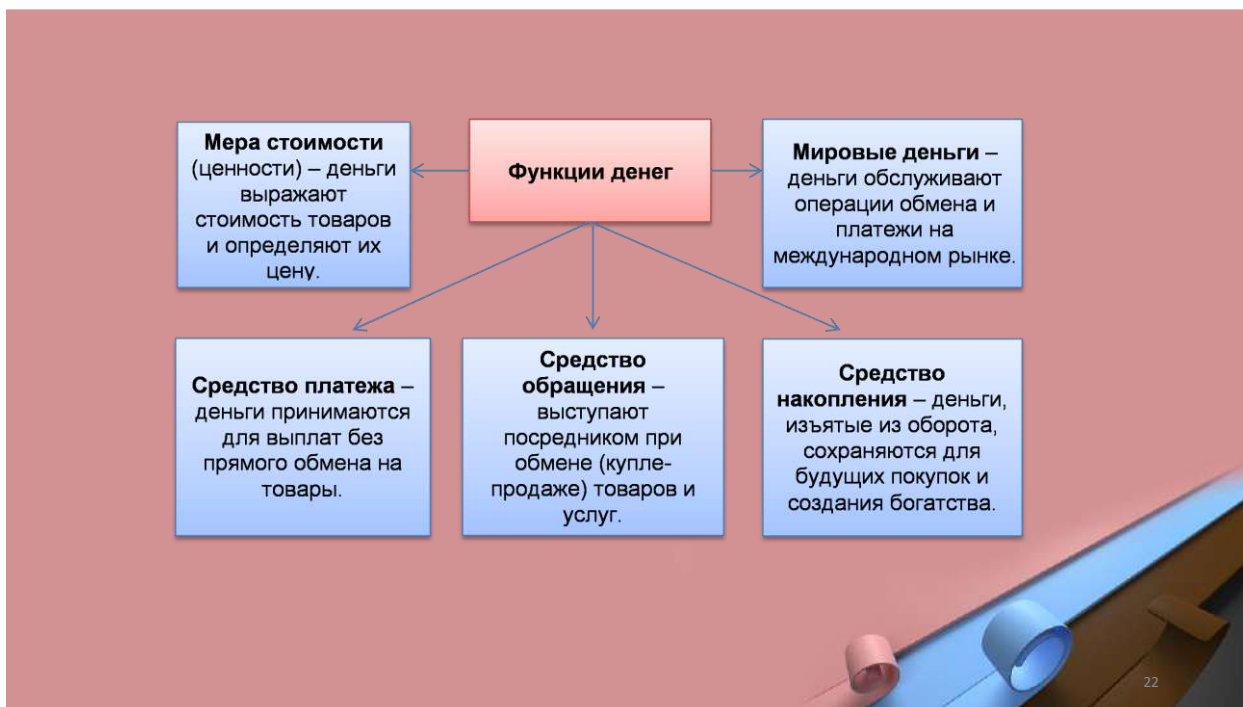 Мера стоимости
(ценности) – деньги
выражают
стоимость товаров
и определяют их
цену.
Функции денег
Мировые деньги –
деньги обслуживают
операции обмена и
платежи на
международном рынке.
Средство платежа –
деньги принимаются
для выплат без
прямого обмена на
товары.
Средство
обращения –
выступают
посредником при
обмене (купле-
продаже) товаров и
услуг.
Средство
накопления – деньги,
изъятые из оборота,
сохраняются для
будущих покупок и
создания богатства.
22